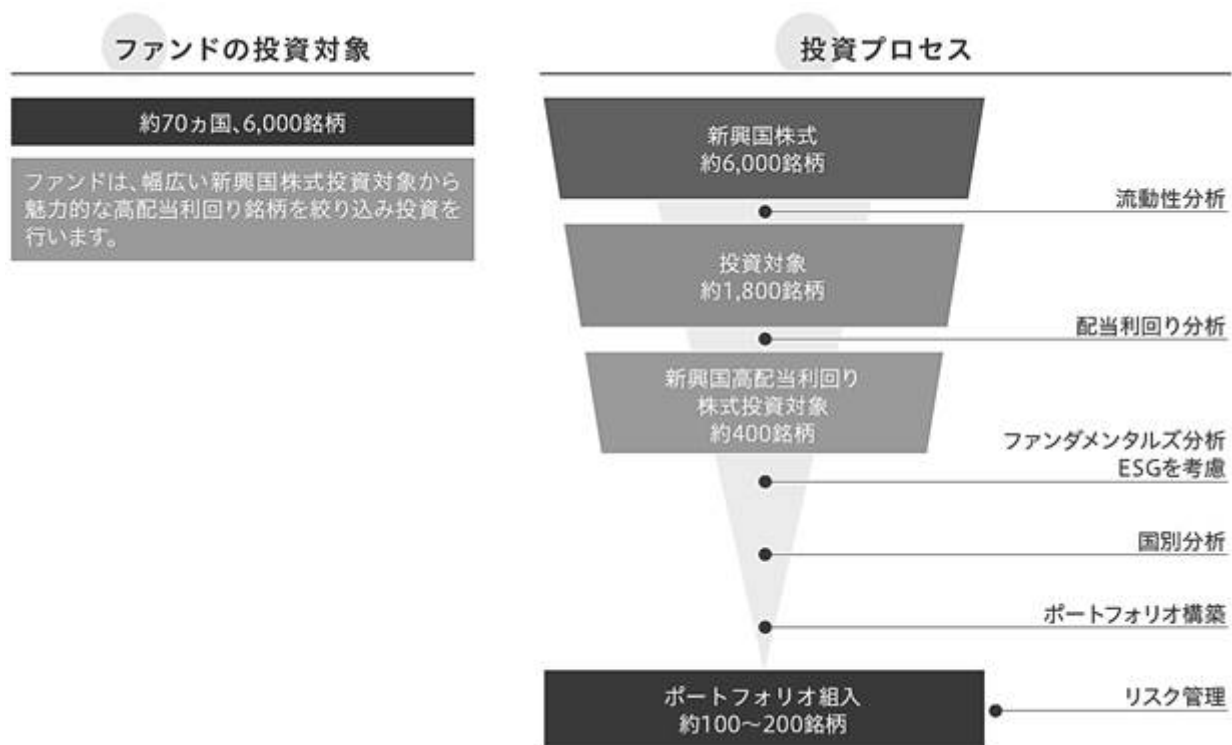 ファンドの投資対象
約70ヵ国、6,000銘柄
ファンドは、幅広い新興国株式投資対象から
魅力的な高配当利回り銘柄を絞り込み投資を
行います。
投資プロセス
新興国株式
約6,000銘柄
流動性分析
投資対象
約1,800銘柄
配当利回り分析
新興国高配当利回り
株式投資対象
約400銘柄
ファンダメンタルズ分析
ESGを考慮
国別分析
ポートフォリオ構築
ポートフォリオ組入
約100～200銘柄
リスク管理